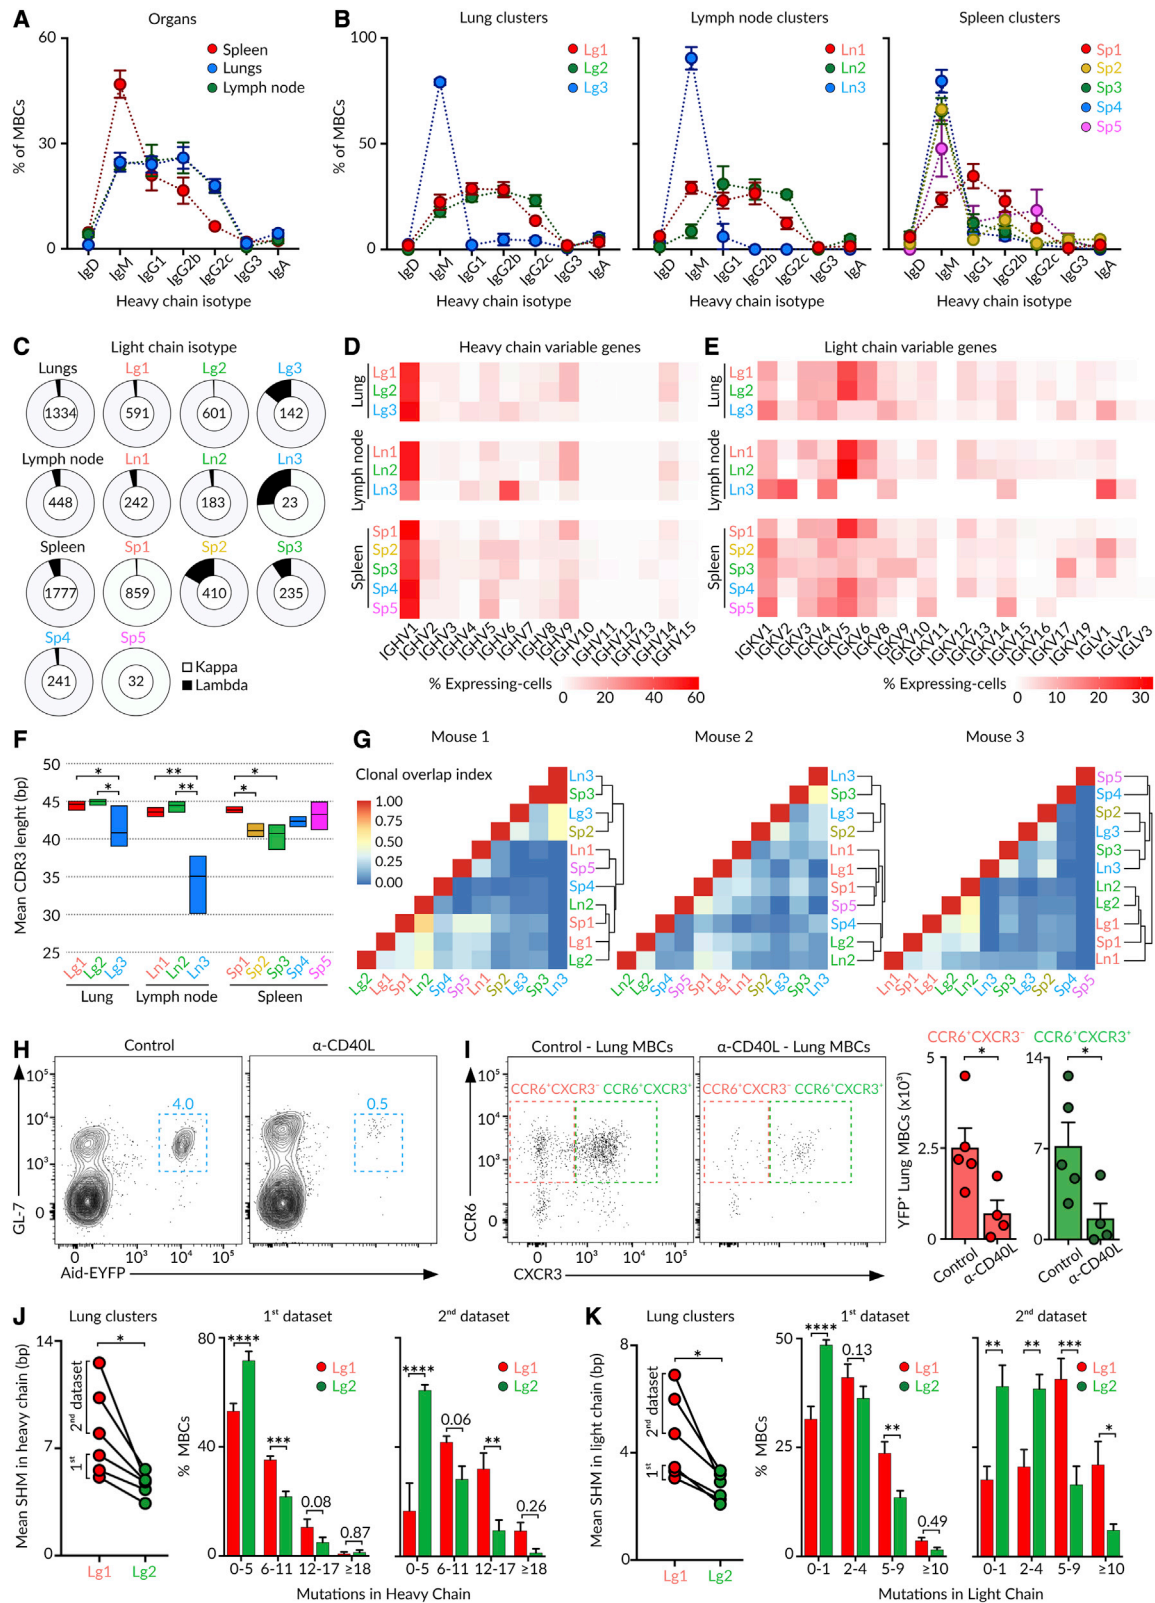 A
Organs
60
30
0
% of MBCs
Spleen
Lungs
Lymph node
IgD
IgM
IgG1
IgG2b
IgG2c
IgG3
IgA
Heavy chain isotype
B
Lung clusters
100
50
0
% of MBCs
Lg1
Lg2
Lg3
IgD
IgM
IgG1
IgG2b
IgG2c
IgG3
IgA
Heavy chain isotype
Lymph node clusters
Ln1
Ln2
Ln3
IgD
IgM
IgG1
IgG2b
IgG2c
IgG3
IgA
Heavy chain isotype
Spleen clusters
Sp1
Sp2
Sp3
Sp4
Sp5
IgD
IgM
IgG1
IgG2b
IgG2c
IgG3
IgA
Heavy chain isotype
C
Light chain isotype
Lungs Lg1 Lg2 Lg3
1334 591 601 142
Lymph node Ln1 Ln2 Ln3
448 242 183 23
Spleen Sp1 Sp2 Sp3
1777 859 410 235
Sp4 Sp5
241 32
Kappa
Lambda
D
Heavy chain variable genes
Lung
Lg1
Lg2
Lg3
Lymph node
Ln1
Ln2
Ln3
Spleen
Sp1
Sp2
Sp3
Sp4
Sp5
IGHV1
IGHV2
IGHV3
IGHV4
IGHV5
IGHV6
IGHV7
IGHV8
IGHV9
IGHV10
IGHV11
IGHV12
IGHV13
IGHV14
IGHV15
% Expressing-cells 0 20 40 60
E
Light chain variable genes
Lung
Lg1
Lg2
Lg3
Lymph node
Ln1
Ln2
Ln3
Spleen
Sp1
Sp2
Sp3
Sp4
Sp5
IGKV1
IGKV2
IGKV3
IGKV4
IGKV5
IGKV6
IGKV8
IGKV9
IGKV10
IGKV11
IGKV12
IGKV13
IGKV14
IGKV15
IGKV16
IGKV17
IGKV19
IGLV1
IGLV2
IGLV3
% Expressing-cells 0 10 20 30
F
50
45
40
35
30
25
Mean CDR3 lenght (bp)
* * ** ** * *
Lg1 Lg2 Lg3 Ln1 Ln2 Ln3 Sp1 Sp2 Sp3 Sp4 Sp5
Lung Lymph node Spleen
G
Mouse 1
Clonal overlap index
1.00
0.75
0.50
0.25
0.00
Ln3
Sp3
Lg3
Sp2
Ln1
Sp5
Sp4
Ln2
Sp1
Lg1
Lg2
Lg2 Lg1 Sp1 Ln2 Sp4 Sp5 Ln1 Sp2 Lg3 Sp3 Ln3
Mouse 2
Ln3
Sp3
Lg3
Sp2
Ln1
Lg1
Sp1
Sp5
Sp4
Lg2
Ln2
Ln2 Lg2 Sp4 Sp5 Sp1 Lg1 Ln1 Sp2 Lg3 Sp3 Ln3
Mouse 3
Sp5
Sp4
Sp2
Lg3
Sp3
Ln3
Ln2
Lg2
Lg1
Sp1
Ln1
Ln1 Sp1 Lg1 Lg2 Ln2 Ln3 Sp3 Lg3 Sp2 Sp4 Sp5
H
Control
α-CD40L
10⁵
10⁴
10³
0
GL-7
4.0
0.5
0 10³ 10⁴ 10⁵
0 10³ 10⁴ 10⁵
Aid-EYFP
I
Control - Lung MBCs
α-CD40L - Lung MBCs
10⁵
10⁴
10³
0
CCR6
CCR6⁺CXCR3⁻ CCR6⁺CXCR3⁺
CCR6⁺CXCR3⁻ CCR6⁺CXCR3⁺
0 10³ 10⁴ 10⁵
0 10³ 10⁴ 10⁵
CXCR3
CCR6⁺CXCR3⁻
5
2.5
0
YFP⁺ Lung MBCs (x10³)
*
Control
α-CD40L
CCR6⁺CXCR3⁺
14
7
0
*
Control
α-CD40L
J
Lung clusters
14
7
0
Mean SHM in heavy chain (bp)
*
2nd dataset
1st
Lg1 Lg2
1st dataset
80
40
0
% MBCs
**** *** 0.08 0.87
Lg1
Lg2
0-5 6-11 12-17 ≥18
2nd dataset
**** 0.06 ** 0.26
Lg1
Lg2
0-5 6-11 12-17 ≥18
Mutations in Heavy Chain
K
Lung clusters
8
4
0
Mean SHM in light chain (bp)
*
2nd dataset
1st
Lg1 Lg2
1st dataset
50
25
0
% MBCs
**** 0.13 ** 0.49
Lg1
Lg2
0-1 2-4 5-9 ≥10
2nd dataset
** ** *** *
Lg1
Lg2
0-1 2-4 5-9 ≥10
Mutations in Light Chain